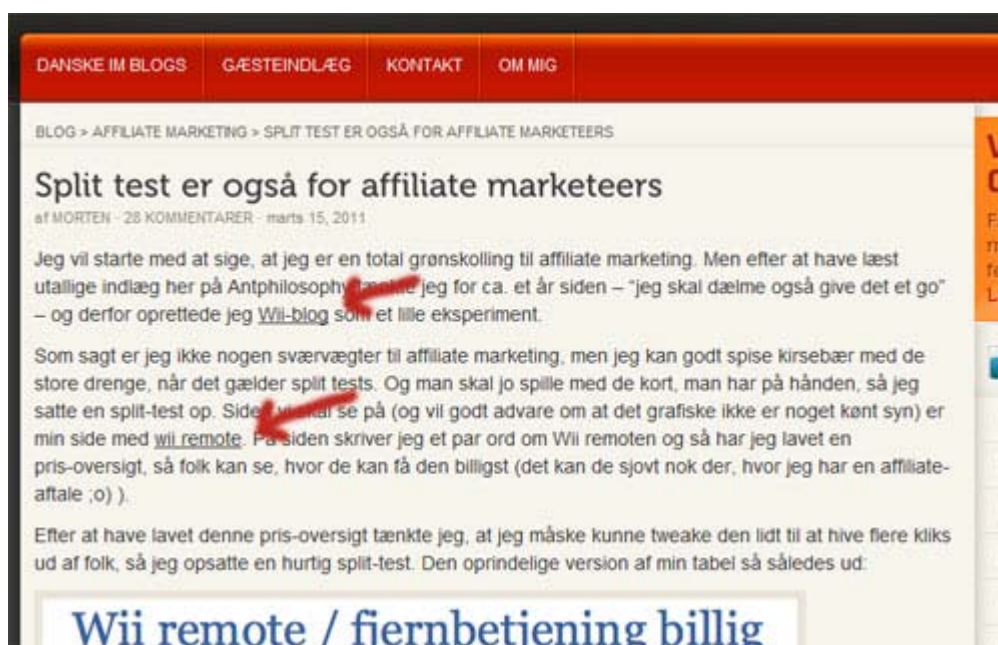 DANSKE IM BLOGS GÆSTEINDLÆG KONTAKT OM MIG
BLOG > AFFILIATE MARKETING > SPLIT TEST ER OGSÅ FOR AFFILIATE MARKETEERS
Split test er også for affiliate marketeers
af MORTEN - 28 KOMMENTARER - marts 15, 2011
Jeg vil starte med at sige, at jeg er en total grønskolling til affiliate marketing. Men efter at have læst
utallige indlæg her på Antphilosophy jeg for ca. et år siden – "jeg skal dælme også give det et go"
– og derfor oprettede jeg Wii-blog som et lille eksperiment.
Som sagt er jeg ikke nogen sværvægter til affiliate marketing, men jeg kan godt spise kirsebær med de
store drenge, når det gælder split tests. Og man skal jo spille med de kort, man har på hånden, så jeg
satte en split-test op. Siden vi skal se på (og vil godt advare om at det grafiske ikke er noget kønt syn) er
min side med wii remote. På siden skriver jeg et par ord om Wii remoten og så har jeg lavet en
pris-oversigt, så folk kan se, hvor de kan få den billigst (det kan de sjovt nok der, hvor jeg har en affiliate-
aftale ;o) ).
Efter at have lavet denne pris-oversigt tænkte jeg, at jeg måske kunne tweake den lidt til at hive flere kliks
ud af folk, så jeg opsatte en hurtig split-test. Den oprindelige version af min tabel så således ud:
Wii remote / fjernbetjening billig